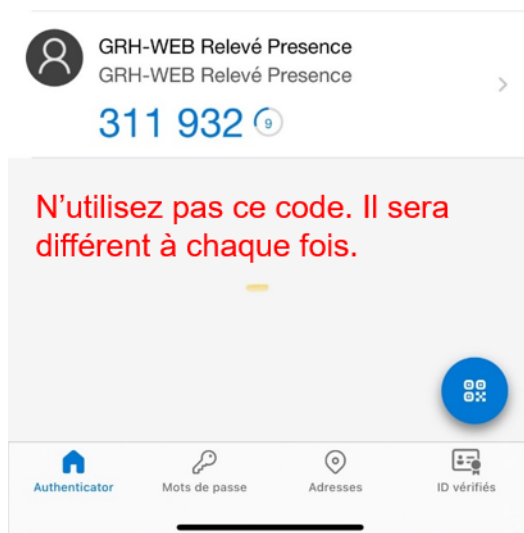 GRH-WEB Relevé Presence
GRH-WEB Relevé Presence
311 932 9
N’utilisez pas ce code. Il sera
différent à chaque fois.
Authenticator Mots de passe Adresses ID vérifiés